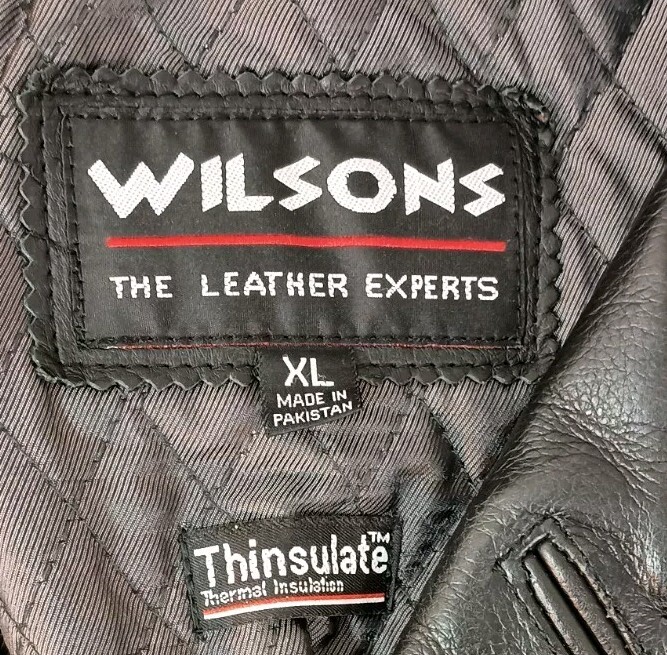 WILSONS
THE LEATHER EXPERTS
XL
MADE IN
PAKISTAN
Thinsulate™
Thermal Insulation